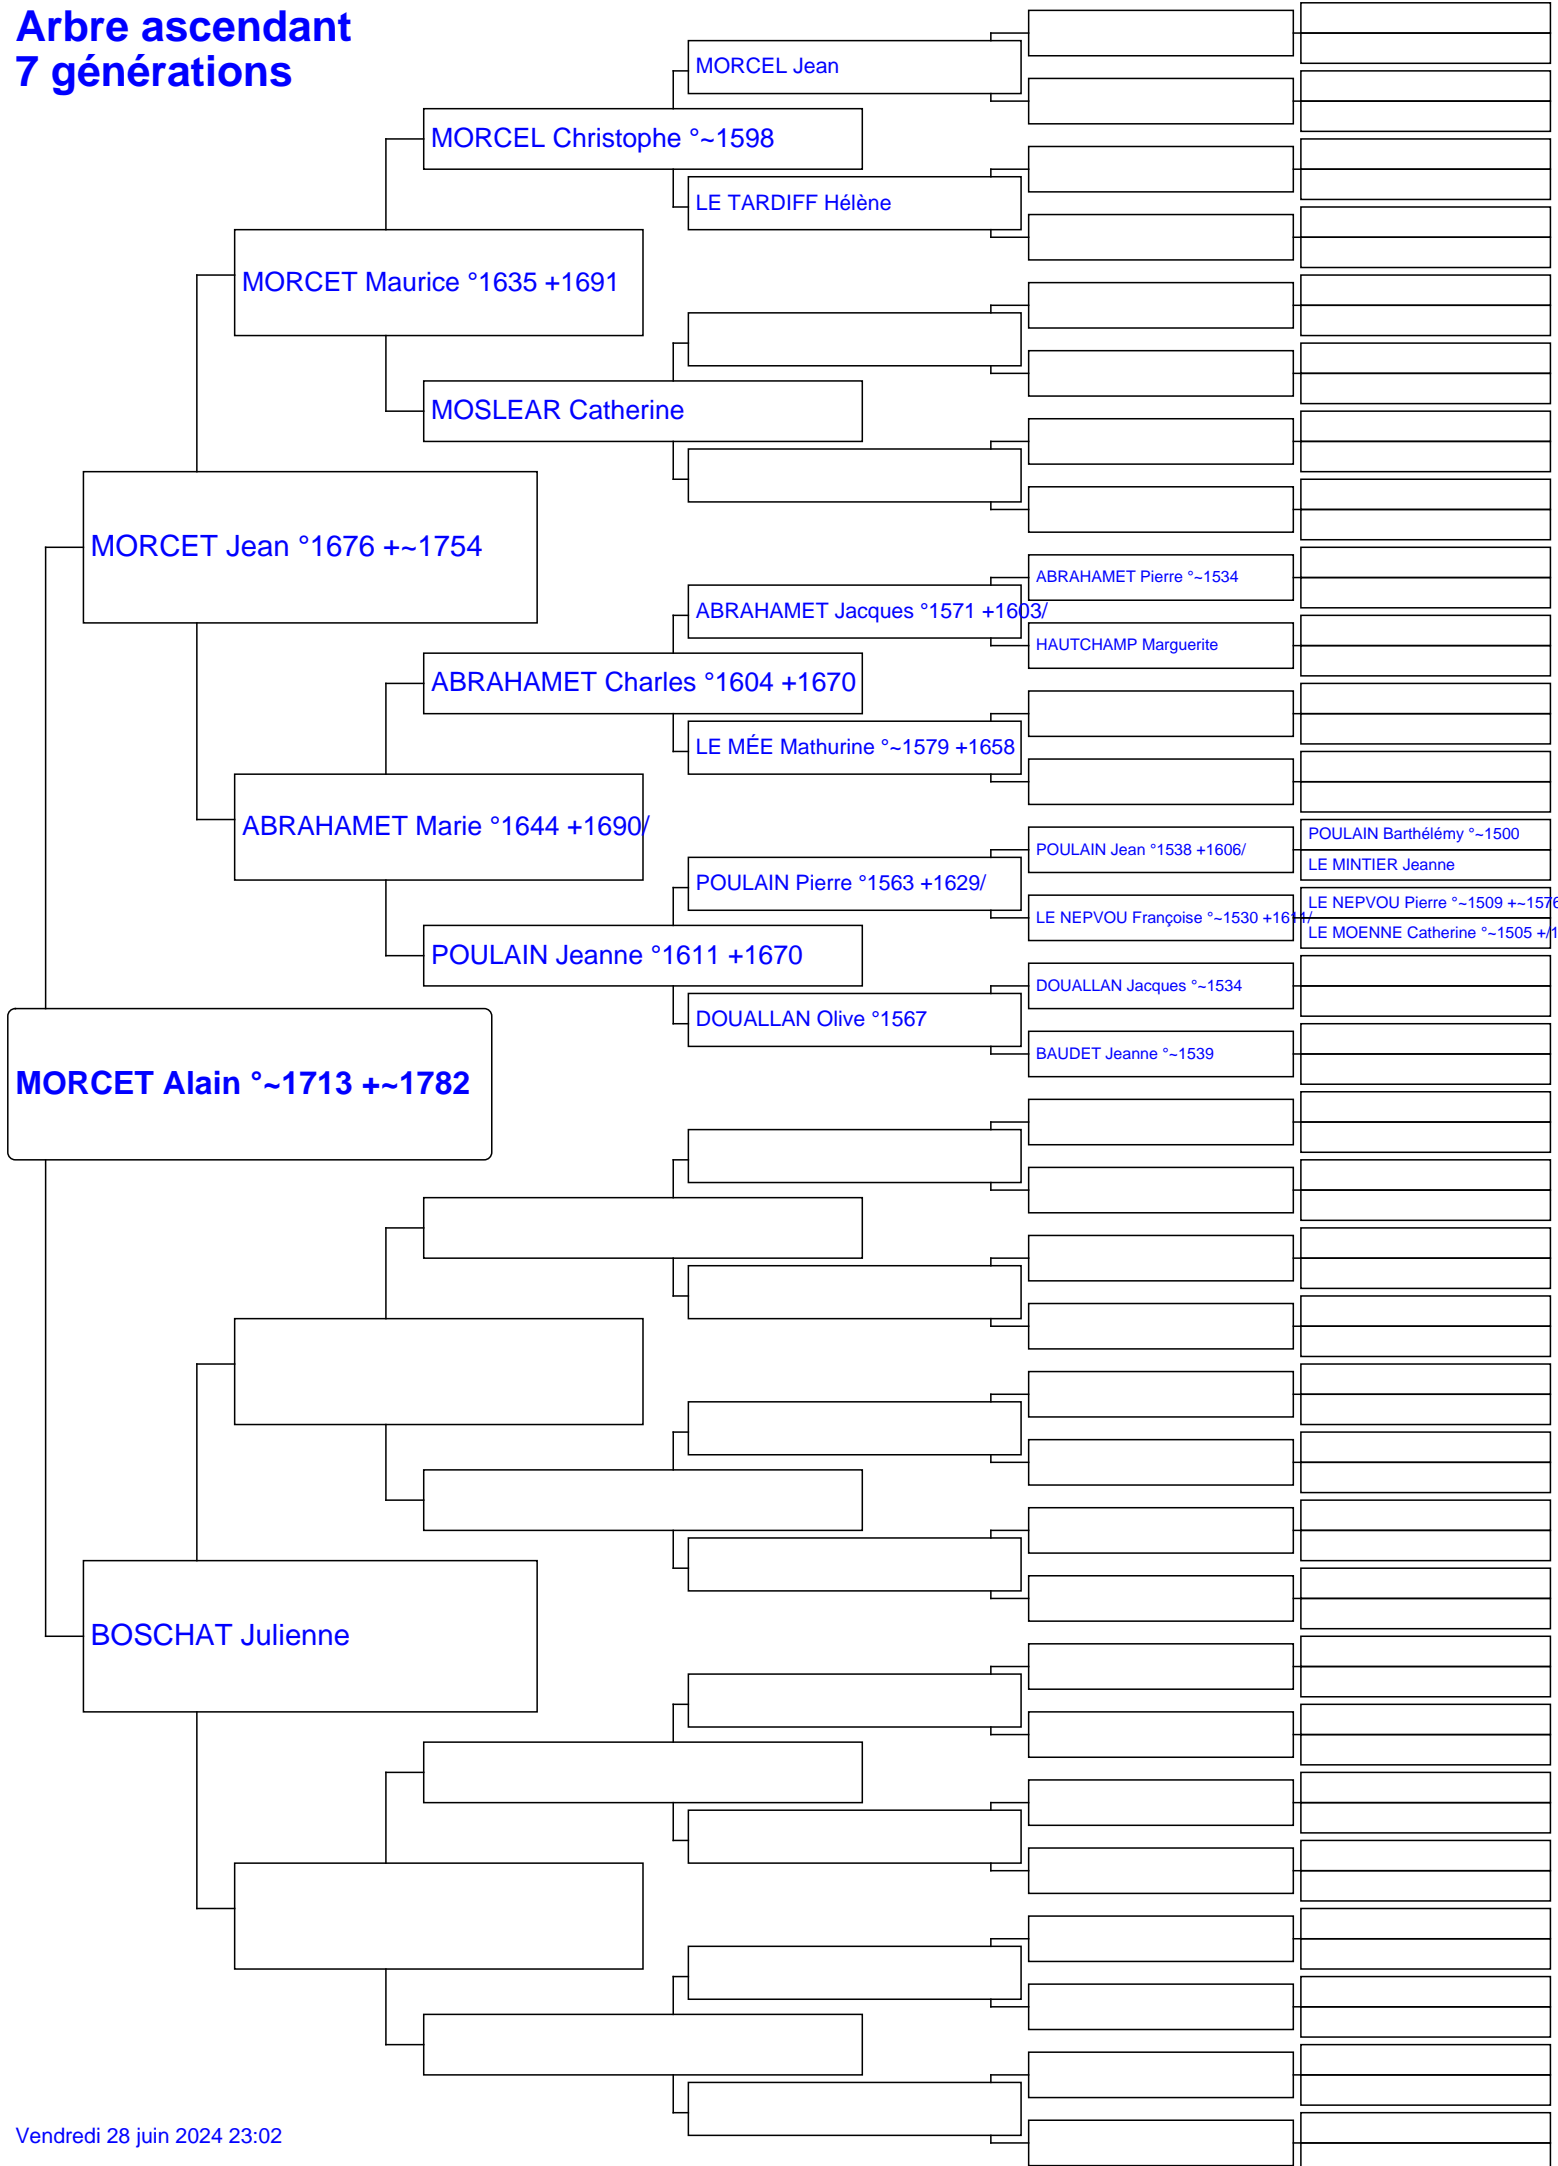 Arbre ascendant
7 générations
MORCEL Jean
MORCEL Christophe °~1598
LE TARDIFF Hélène
MORCET Maurice °1635 +1691
MOSLEAR Catherine
MORCET Jean °1676 +~1754
ABRAHAMET Pierre °~1534
ABRAHAMET Jacques °1571 +1603/
HAUTCHAMP Marguerite
ABRAHAMET Charles °1604 +1670
LE MÉE Mathurine °~1579 +1658
ABRAHAMET Marie °1644 +1690/
POULAIN Barthélémy °~1500
POULAIN Jean °1538 +1606/
LE MINTIER Jeanne
POULAIN Pierre °1563 +1629/
LE NEPVOU Pierre °~1509 +~1576
LE NEPVOU Françoise °~1530 +1611/
LE MOENNE Catherine °~1505 +/1
POULAIN Jeanne °1611 +1670
DOUALLAN Jacques °~1534
DOUALLAN Olive °1567
BAUDET Jeanne °~1539
MORCET Alain °~1713 +~1782
BOSCHAT Julienne
Vendredi 28 juin 2024 23:02